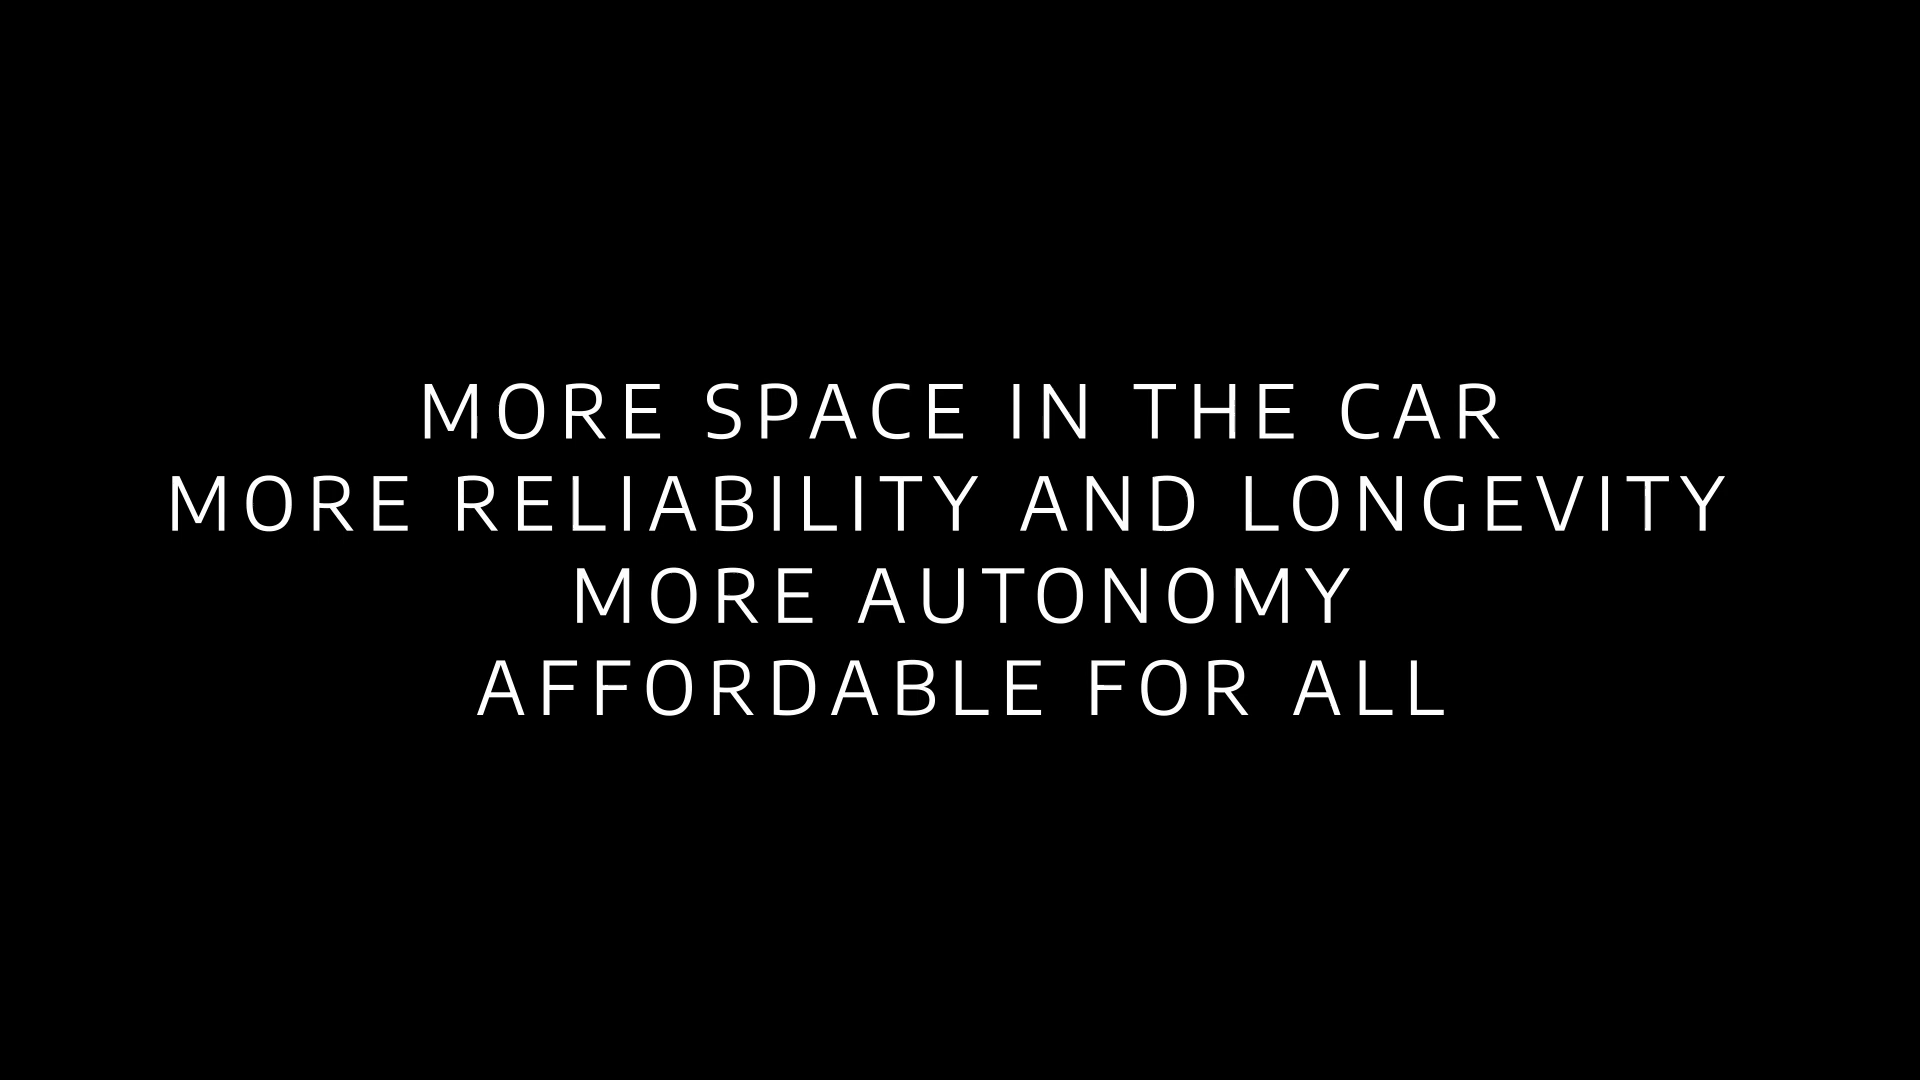 MORE SPACE IN THE CAR
MORE RELIABILITY AND LONGEVITY
MORE AUTONOMY
AFFORDABLE FOR ALL